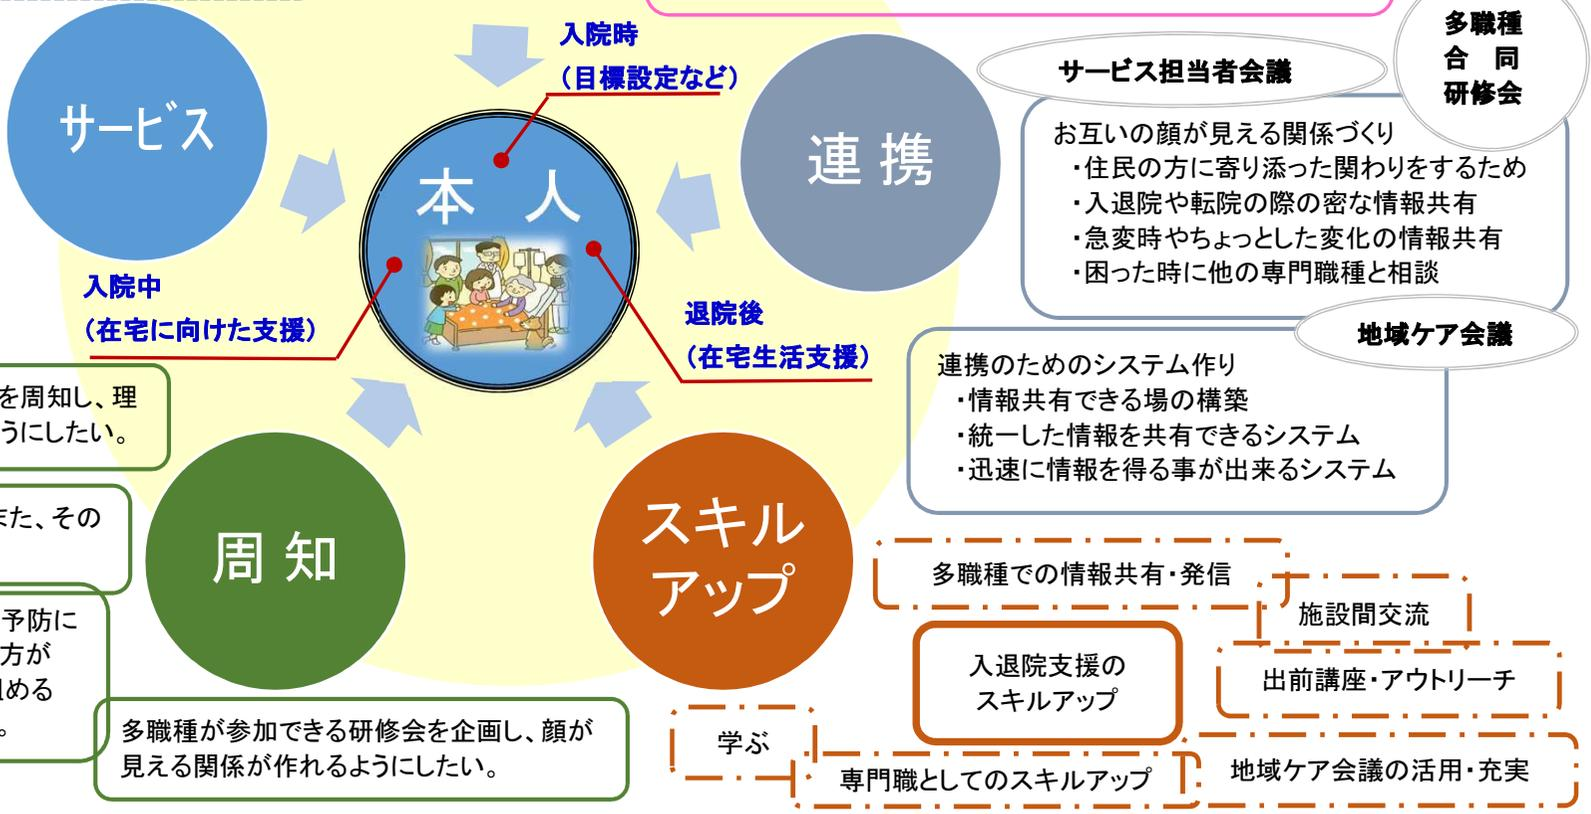 サービス
入院時
（目標設定など）
本　人
連 携
サービス担当者会議
多職種
合　同
研修会
お互いの顔が見える関係づくり
・住民の方に寄り添った関わりをするため
・入退院や転院の際の密な情報共有
・急変時やちょっとした変化の情報共有
・困った時に他の専門職種と相談
入院中
（在宅に向けた支援）
退院後
（在宅生活支援）
地域ケア会議
連携のためのシステム作り
・情報共有できる場の構築
・統一した情報を共有できるシステム
・迅速に情報を得る事が出来るシステム
を周知し、理
うにしたい。
また、その
予防に
方が
組める
。
周 知
スキル
アップ
多職種が参加できる研修会を企画し、顔が
見える関係が作れるようにしたい。
多職種での情報共有・発信
施設間交流
入退院支援の
スキルアップ
出前講座・アウトリーチ
学ぶ
専門職としてのスキルアップ
地域ケア会議の活用・充実